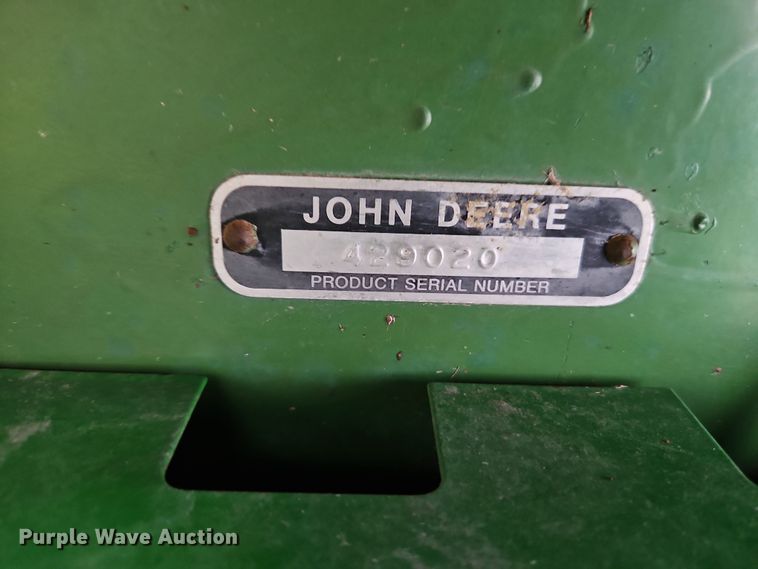 JOHN DEERE
429020
PRODUCT SERIAL NUMBER
Purple Wave Auction